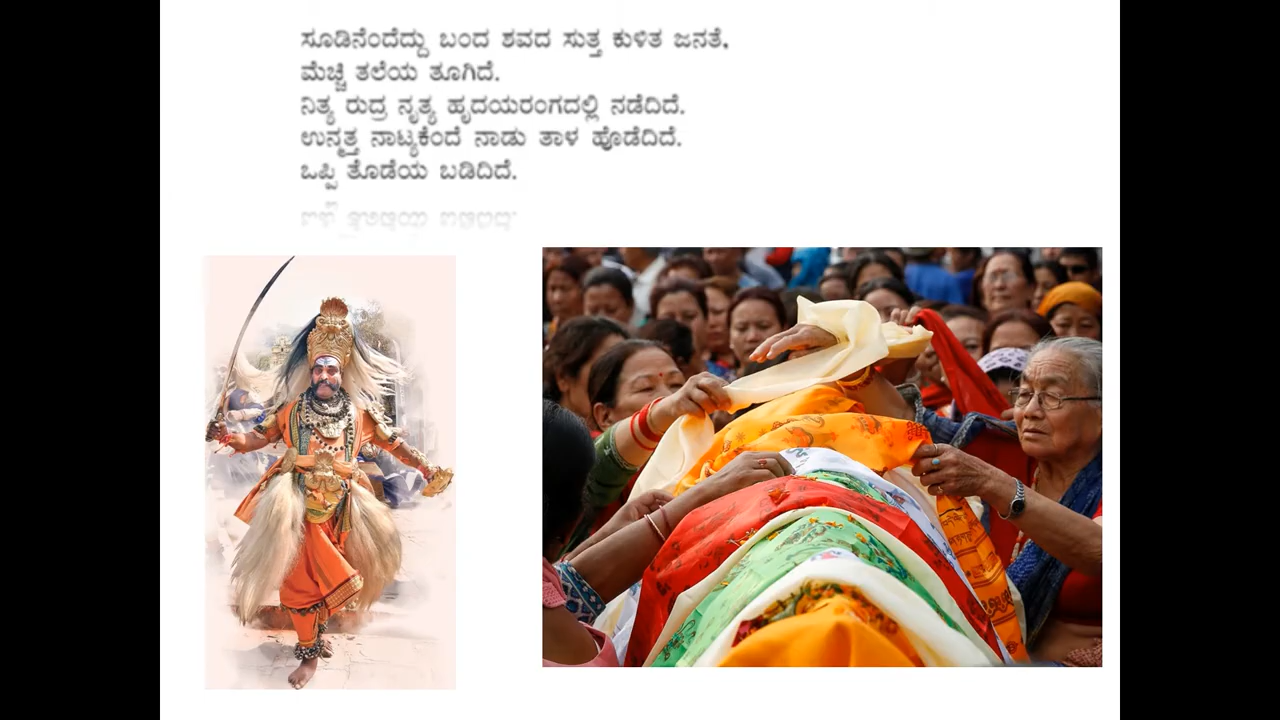 ಸೂಡಿನೆಂದೆದ್ದು ಬಂದ ಶವದ ಸುತ್ತ ಕುಳಿತ ಜನತೆ,
ಮೆಚ್ಚಿ ತಲೆಯ ತೂಗಿದೆ.
ನಿತ್ಯ ರುದ್ರ ನೃತ್ಯ ಹೃದಯರಂಗದಲ್ಲಿ ನಡೆದಿದೆ.
ಉನ್ಮತ್ತ ನಾಟ್ಯಕೆಂದೆ ನಾಡು ತಾಳ ಹೊಡೆದಿದೆ.
ಒಪ್ಪಿ ತೊಡೆಯ ಬಡಿದಿದೆ.